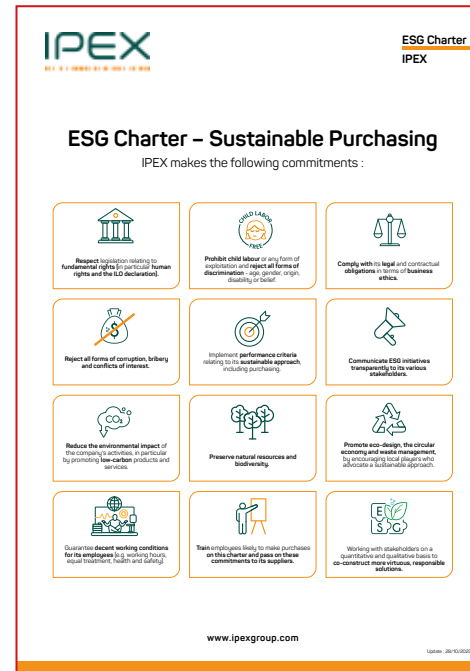 IPEX
ESG Charter
IPEX
ESG Charter – Sustainable Purchasing
IPEX makes the following commitments :
Respect legislation relating to
fundamental rights (in particular human
rights and the ILO declaration).
CHILD LABOR
FREE
Prohibit child labour or any form of
exploitation and reject all forms of
discrimination - age, gender, origin,
disability or belief.
Comply with its legal and contractual
obligations in terms of business
ethics.
$
Reject all forms of corruption, bribery
and conflicts of interest.
Implement performance criteria
relating to its sustainable approach,
including purchasing.
Communicate ESG initiatives
transparently to its various
stakeholders.
CO2
Reduce the environmental impact of
the company's activities, in particular
by promoting low-carbon products and
services.
Preserve natural resources and
biodiversity.
Promote eco-design, the circular
economy and waste management,
by encouraging local players who
advocate a sustainable approach.
Guarantee decent working conditions
for its employees (e.g. working hours,
equal treatment, health and safety).
Train employees likely to make purchases
on this charter and pass on these
commitments to its suppliers.
E
S G
Working with stakeholders on a
quantitative and qualitative basis to
co-construct more virtuous, responsible
solutions.
www.ipexgroup.com